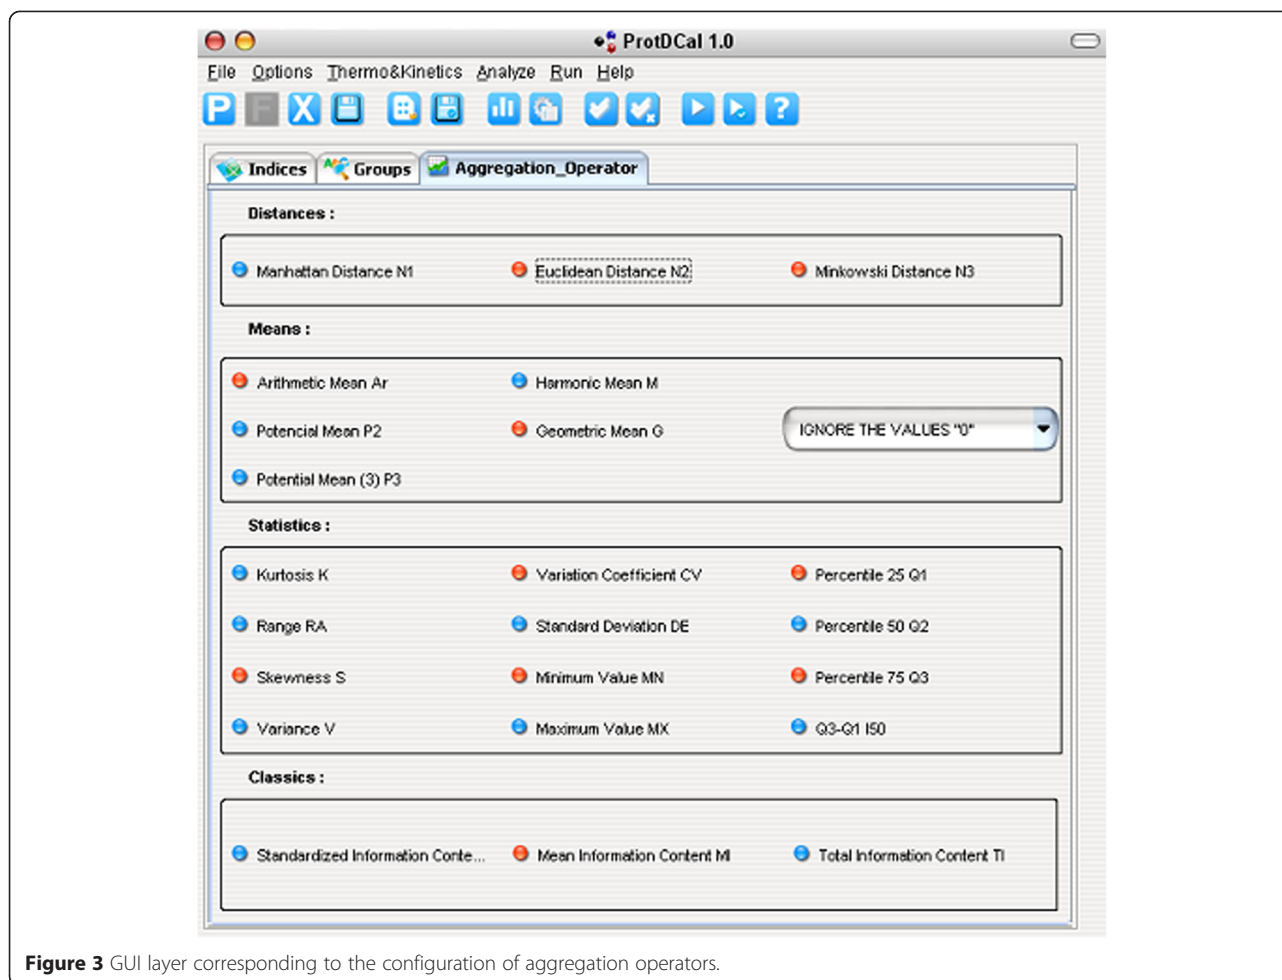 ProtDCal 1.0
File Options Thermo&Kinetics Analyze Run Help
P F X ?
Indices Groups Aggregation_Operator
Distances :
Manhattan Distance N1 Euclidean Distance N2 Minkowski Distance N3
Means :
Arithmetic Mean Ar Harmonic Mean M
Potencial Mean P2 Geometric Mean G IGNORE THE VALUES "0"
Potential Mean (3) P3
Statistics :
Kurtosis K Variation Coefficient CV Percentile 25 Q1
Range RA Standard Deviation DE Percentile 50 Q2
Skewness S Minimum Value MN Percentile 75 Q3
Variance V Maximum Value MX Q3-Q1 I50
Classics :
Standardized Information Conte... Mean Information Content MI Total Information Content TI
Figure 3 GUI layer corresponding to the configuration of aggregation operators.